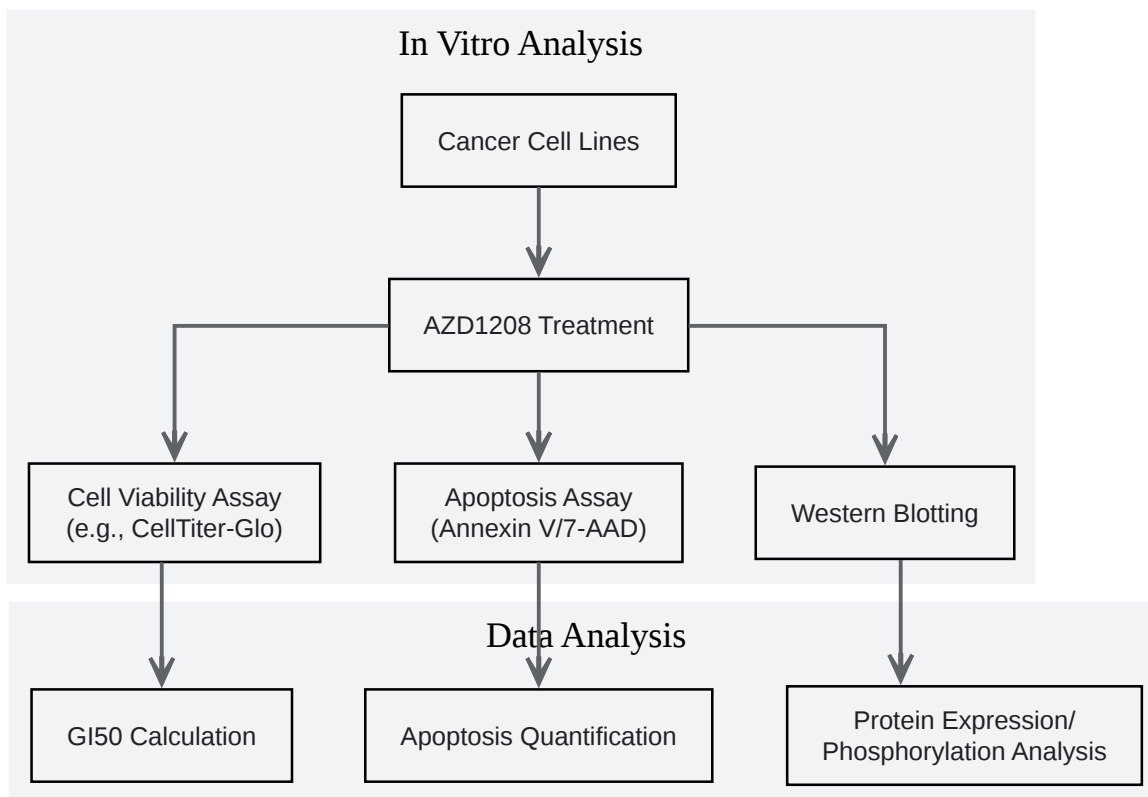 In Vitro Analysis
Cancer Cell Lines
AZD1208 Treatment
Cell Viability Assay
(e.g., CellTiter-Glo)
Apoptosis Assay
(Annexin V/7-AAD)
Western Blotting
Data Analysis
GI50 Calculation
Apoptosis Quantification
Protein Expression/
Phosphorylation Analysis